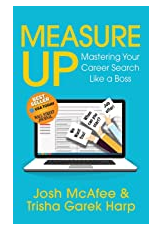 MEASURE
UP
Mastering Your
Career Search
Like a Boss
Josh McAfee &
Trisha Garek Harp